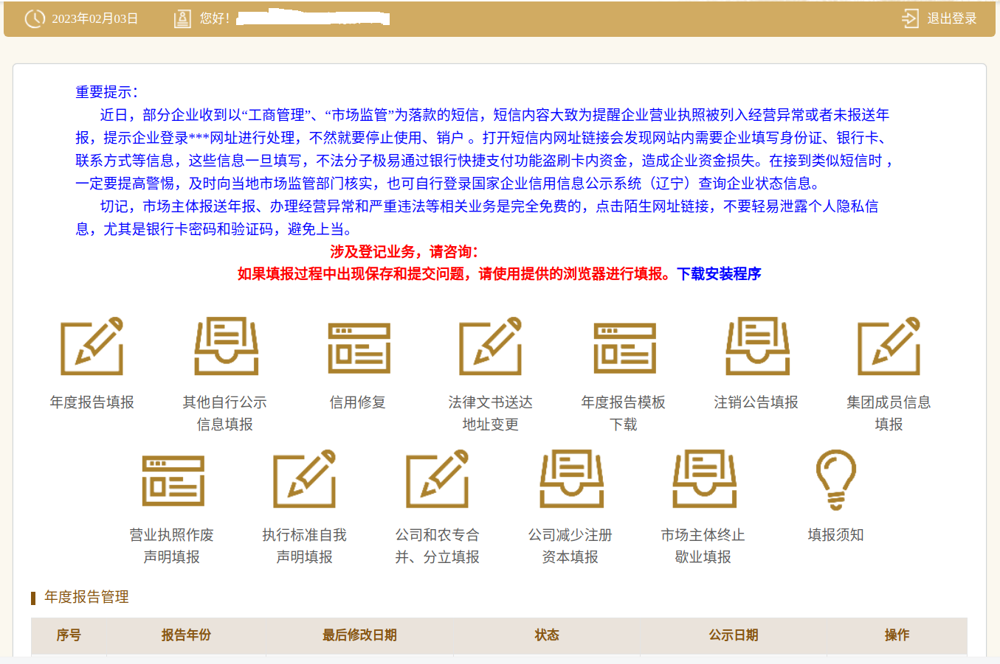 2023年02月03日
您好！
退出登录
重要提示：
近日，部分企业收到以“工商管理”、“市场监管”为落款的短信，短信内容大致为提醒企业营业执照被列入经营异常或者未报送年
报，提示企业登录***网址进行处理，不然就要停止使用、销户 。打开短信内网址链接会发现网站内需要企业填写身份证、银行卡、
联系方式等信息，这些信息一旦填写，不法分子极易通过银行快捷支付功能盗刷卡内资金，造成企业资金损失。在接到类似短信时 ，
一定要提高警惕，及时向当地市场监管部门核实，也可自行登录国家企业信用信息公示系统（辽宁）查询企业状态信息。
切记，市场主体报送年报、办理经营异常和严重违法等相关业务是完全免费的，点击陌生网址链接，不要轻易泄露个人隐私信
息，尤其是银行卡密码和验证码，避免上当。
涉及登记业务，请咨询：
如果填报过程中出现保存和提交问题，请使用提供的浏览器进行填报。下载安装程序
年度报告填报
其他自行公示
信息填报
信用修复
法律文书送达
地址变更
年度报告模板
下载
注销公告填报
集团成员信息
填报
营业执照作废
声明填报
执行标准自我
声明填报
公司和农专合
并、分立填报
公司减少注册
资本填报
市场主体终止
歇业填报
填报须知
年度报告管理
序号 报告年份 最后修改日期 状态 公示日期 操作